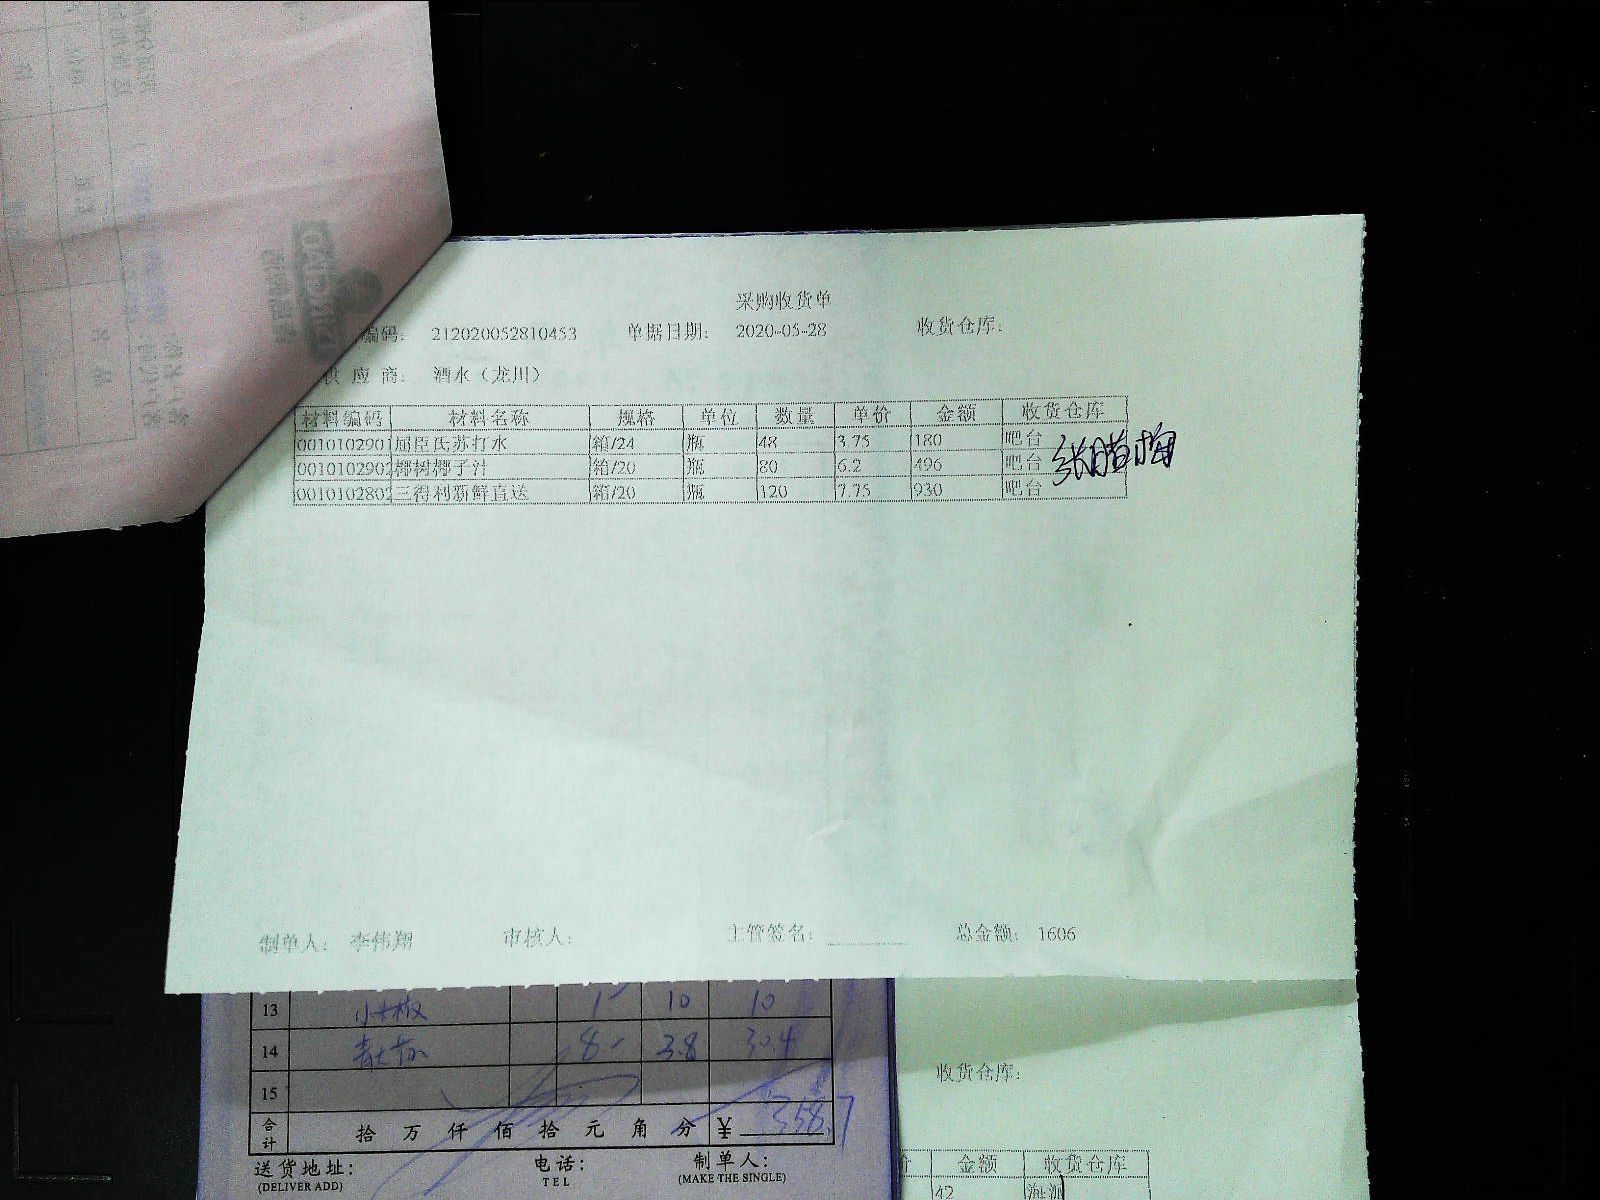 采购收货单
编码: 212020052810453 单据日期: 2020-05-28 收货仓库:
供 应 商: 酒水（龙川）
材料编码 材料名称 规格 单位 数量 单价 金额 收货仓库
0010102901 屈臣氏苏打水 箱/24 瓶 48 3.75 180 吧台
0010102902 椰树椰子汁 箱/20 瓶 80 6.2 496 吧台
0010102802 三得利新鲜直送 箱/20 瓶 120 7.75 930 吧台
制单人: 李伟翔 审核人: 主管签名: 总金额: 1606
13 小米椒 1 10 10
14 8 3.8 30.4
15
合计 拾 万 仟 佰 拾 元 角 分 ¥ 358.7
送货地址: 电话: 制单人:
(DELIVER ADD) TEL (MAKE THE SINGLE)
收货仓库:
价 金额 收货仓库
42